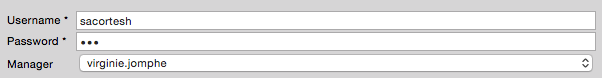 Username * sacortesh
Password * •••
Manager virginie.jomphe